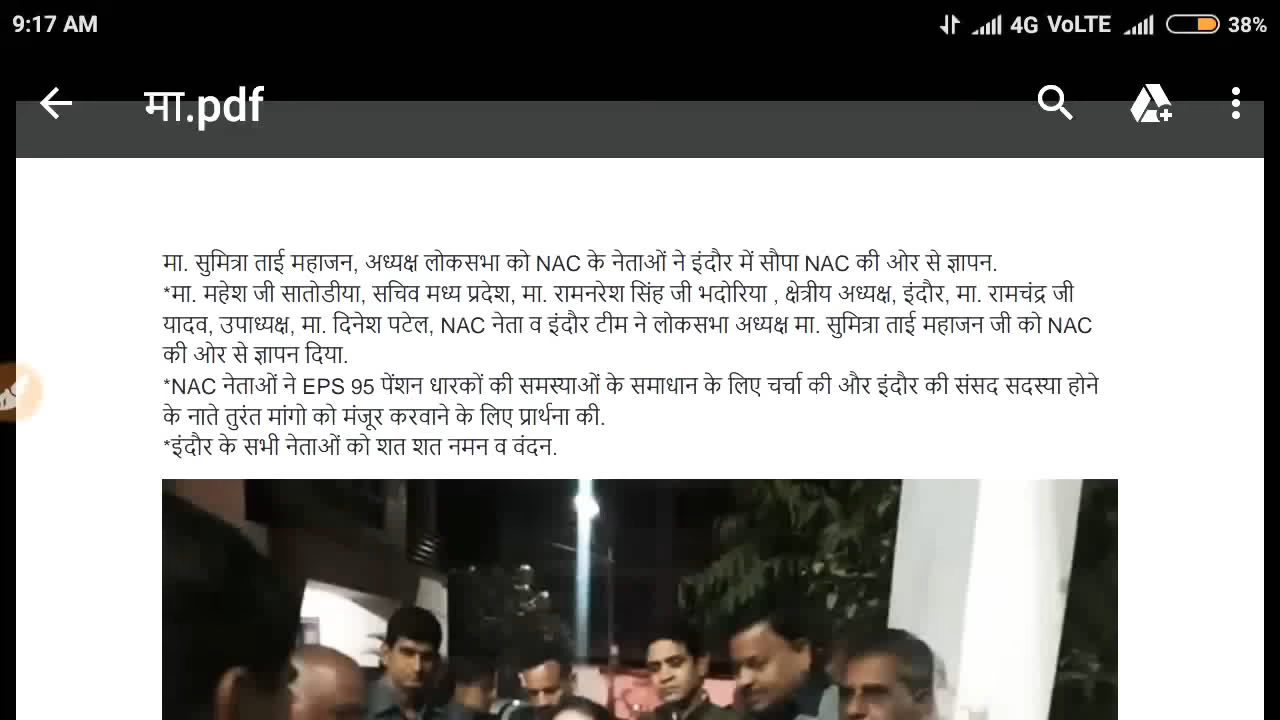 9:17 AM 4G VoLTE 38%
मा.pdf
मा. सुमित्रा ताई महाजन, अध्यक्ष लोकसभा को NAC के नेताओं ने इंदौर में सौपा NAC की ओर से ज्ञापन.
*मा. महेश जी सातोडीया, सचिव मध्य प्रदेश, मा. रामनरेश सिंह जी भदोरिया , क्षेत्रीय अध्यक्ष, इंदौर, मा. रामचंद्र जी
यादव, उपाध्यक्ष, मा. दिनेश पटेल, NAC नेता व इंदौर टीम ने लोकसभा अध्यक्ष मा. सुमित्रा ताई महाजन जी को NAC
की ओर से ज्ञापन दिया.
*NAC नेताओं ने EPS 95 पेंशन धारकों की समस्याओं के समाधान के लिए चर्चा की और इंदौर की संसद सदस्या होने
के नाते तुरंत मांगो को मंजूर करवाने के लिए प्रार्थना की.
*इंदौर के सभी नेताओं को शत शत नमन व वंदन.